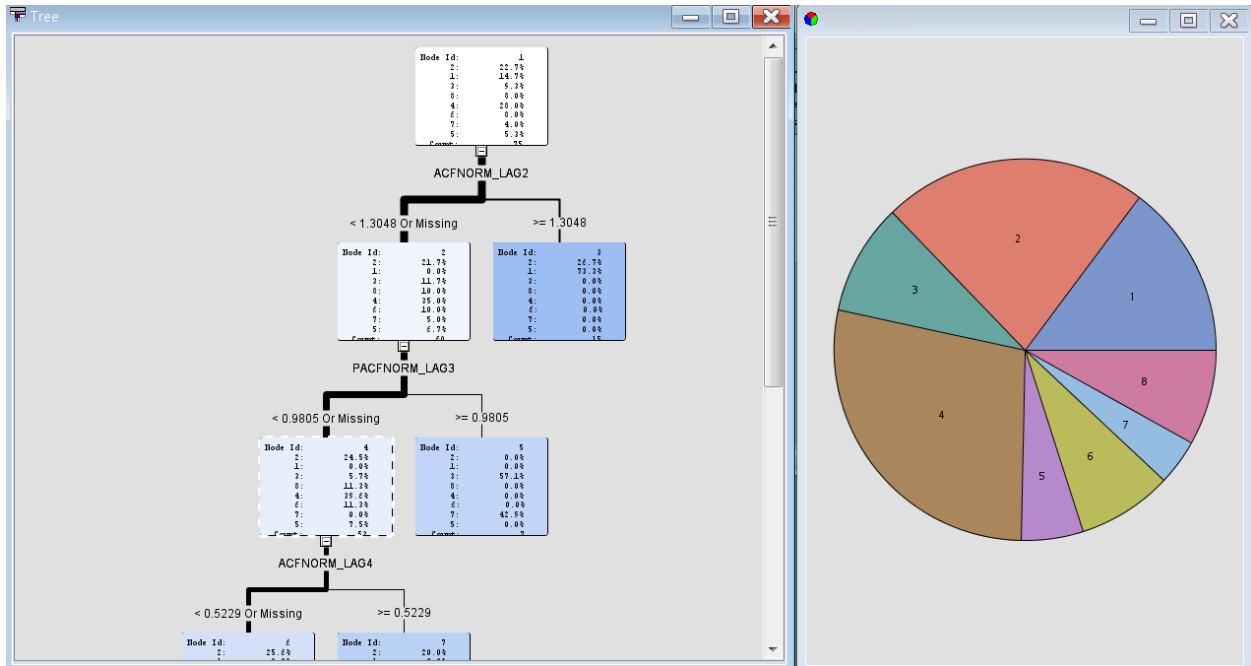 Tree
Node Id: 1
2: 22.7%
1: 14.7%
3: 9.3%
8: 8.0%
4: 28.0%
6: 8.0%
7: 4.0%
5: 5.3%
Count: 75
ACFNORM_LAG2
< 1.3048 Or Missing
>= 1.3048
Node Id: 2
2: 21.7%
1: 0.0%
3: 11.7%
8: 10.0%
4: 35.0%
6: 10.0%
7: 5.0%
5: 6.7%
Count: 60
Node Id: 3
2: 26.7%
1: 73.3%
3: 0.0%
8: 0.0%
4: 0.0%
6: 0.0%
7: 0.0%
5: 0.0%
Count: 15
PACFNORM_LAG3
< 0.9805 Or Missing
>= 0.9805
Node Id: 4
2: 24.5%
1: 0.0%
3: 5.7%
8: 11.3%
4: 39.6%
6: 11.3%
7: 0.0%
5: 7.5%
Count: 53
Node Id: 5
2: 0.0%
1: 0.0%
3: 57.1%
8: 0.0%
4: 0.0%
6: 0.0%
7: 42.9%
5: 0.0%
Count: 7
ACFNORM_LAG4
< 0.5229 Or Missing
>= 0.5229
Node Id: 6
2: 25.6%
Node Id: 7
2: 20.0%
Segment Size
1
2
3
4
5
6
7
8